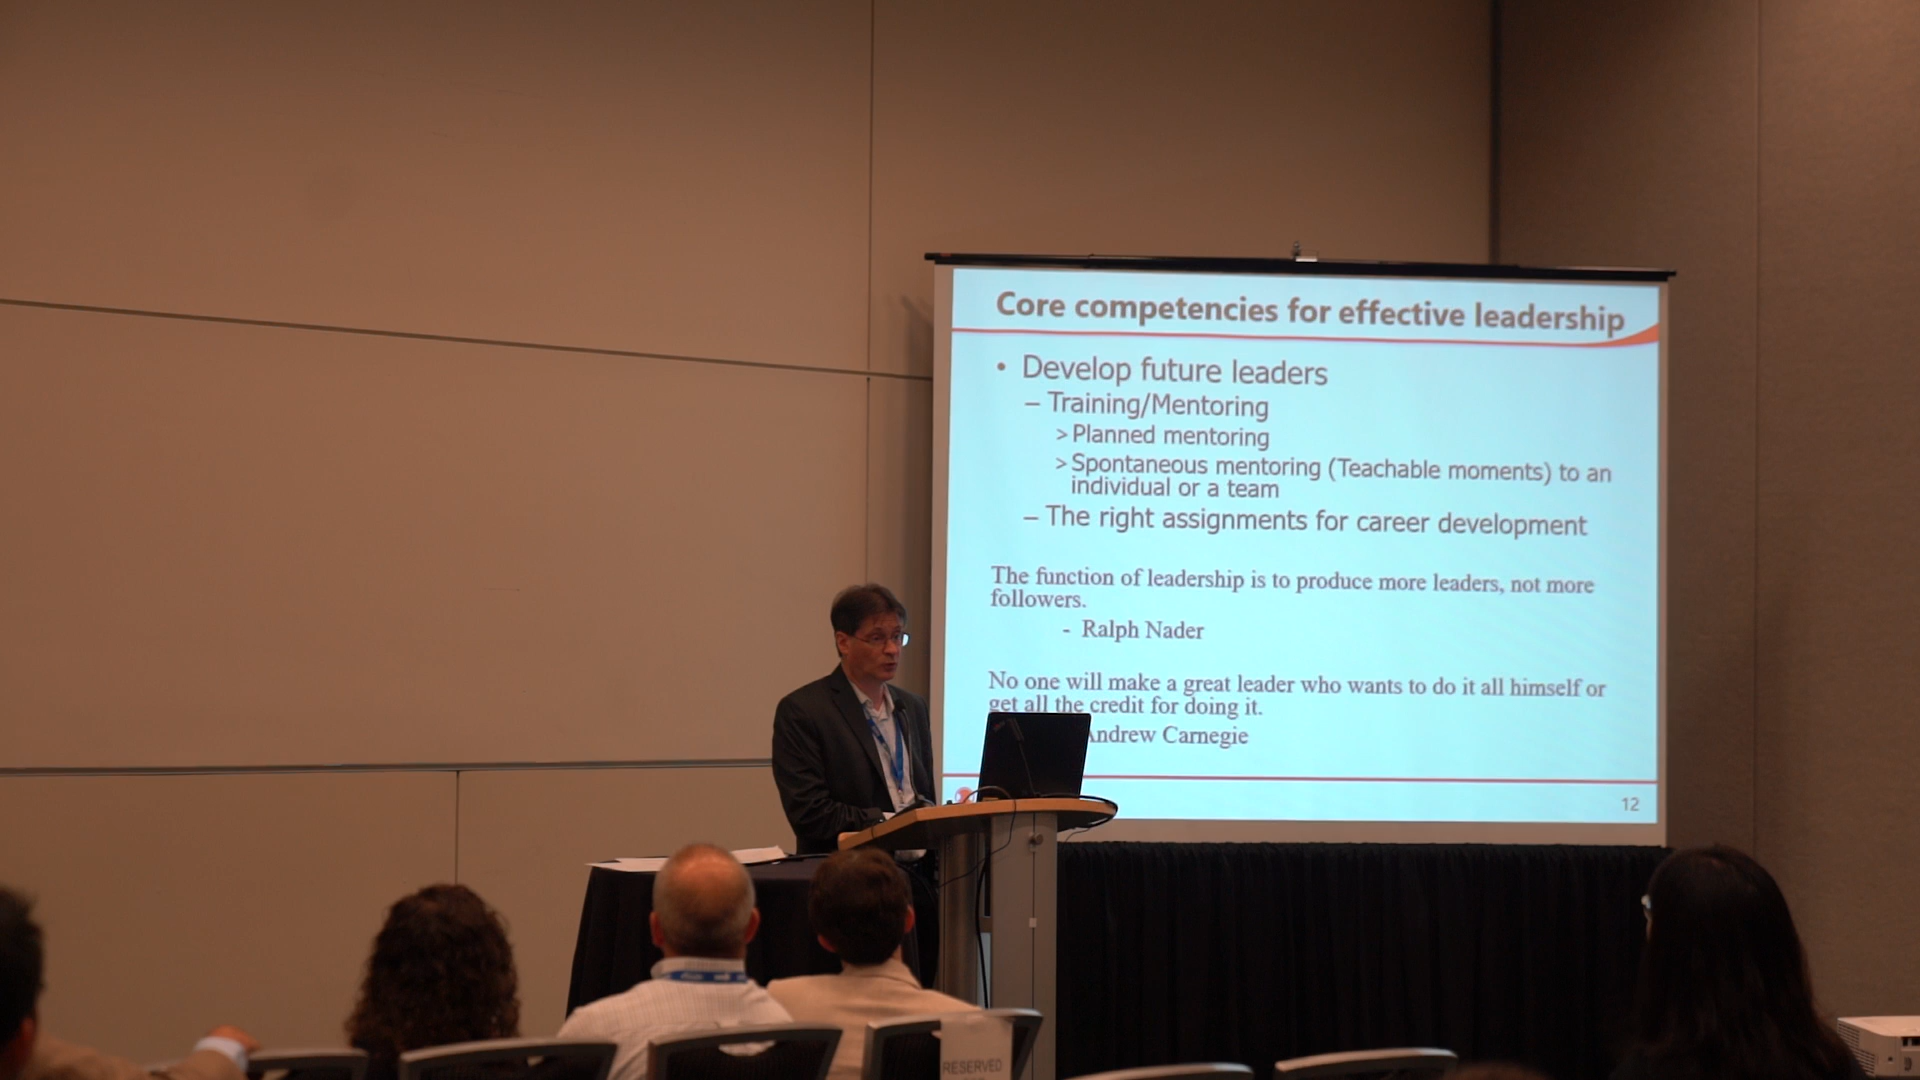 Core competencies for effective leadership
• Develop future leaders
– Training/Mentoring
> Planned mentoring
> Spontaneous mentoring (Teachable moments) to an
individual or a team
– The right assignments for career development
The function of leadership is to produce more leaders, not more
followers.
- Ralph Nader
No one will make a great leader who wants to do it all himself or
get all the credit for doing it.
Andrew Carnegie
12
RESERVED